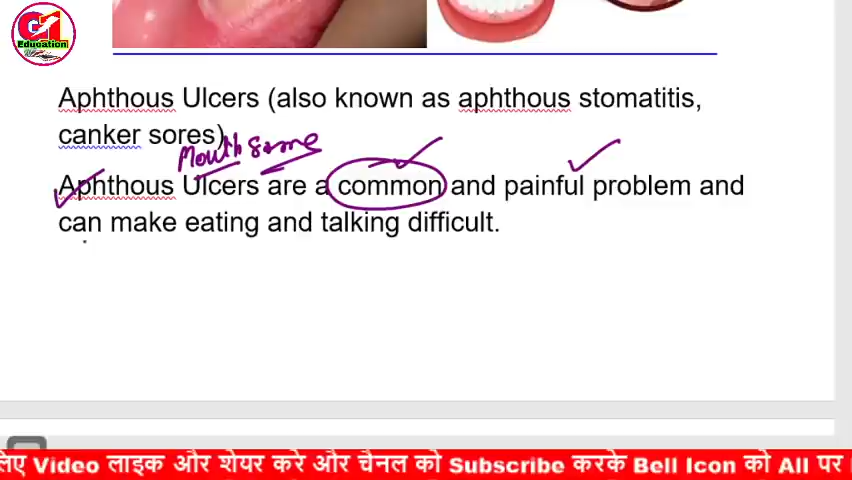 GI
Education
Aphthous Ulcers (also known as aphthous stomatitis,
canker sores)
Mouth
Aphthous Ulcers are a common and painful problem and
can make eating and talking difficult.
लिए Video लाइक और शेयर करे और चैनल को Subscribe करके Bell Icon को All पर